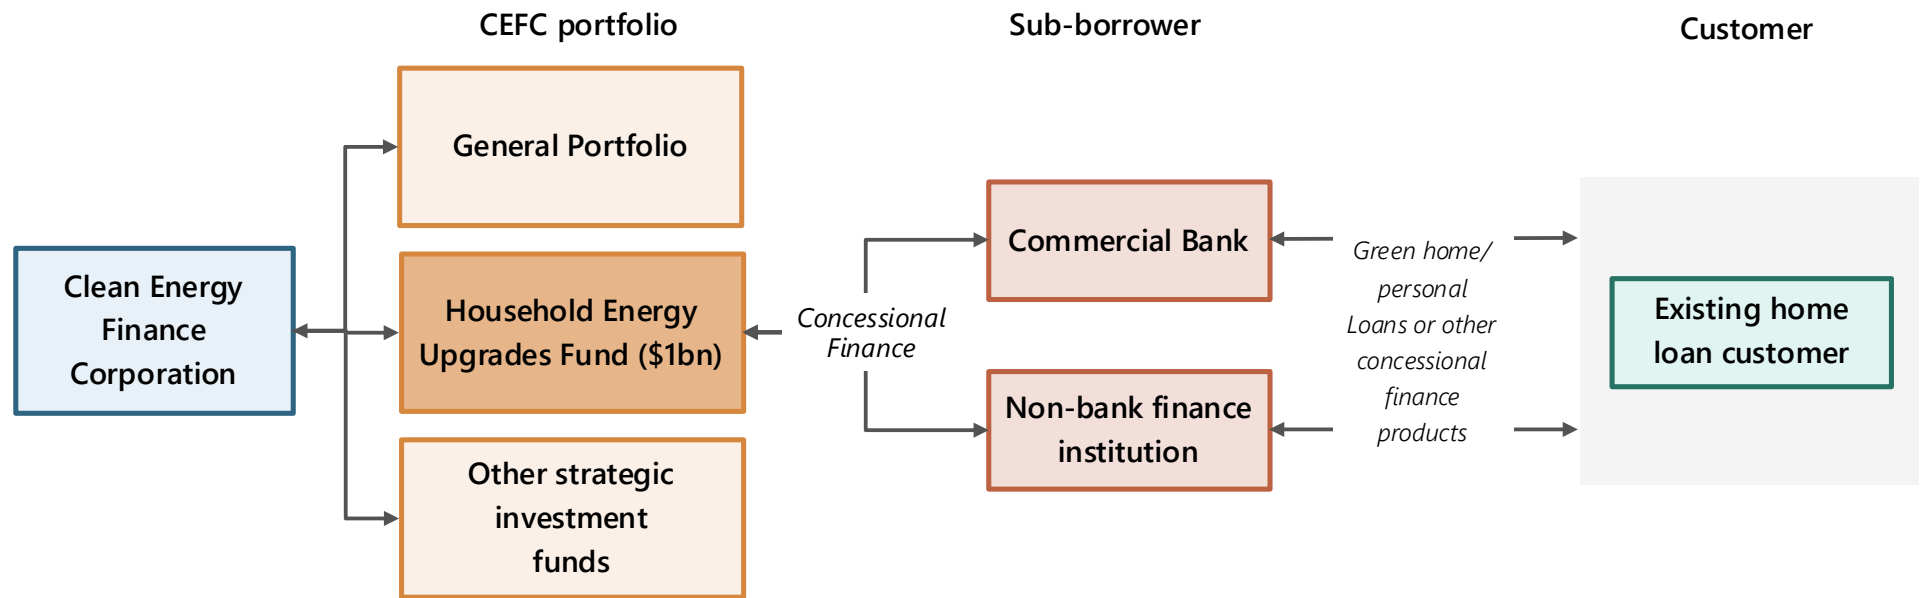 CEFC portfolio
Sub-borrower
Customer
Clean Energy
Finance
Corporation
General Portfolio
Household Energy
Upgrades Fund ($1bn)
Other strategic
investment
funds
Concessional
Finance
Commercial Bank
Non-bank finance
institution
Green home/
personal
Loans or other
concessional
finance
products
Existing home
loan customer